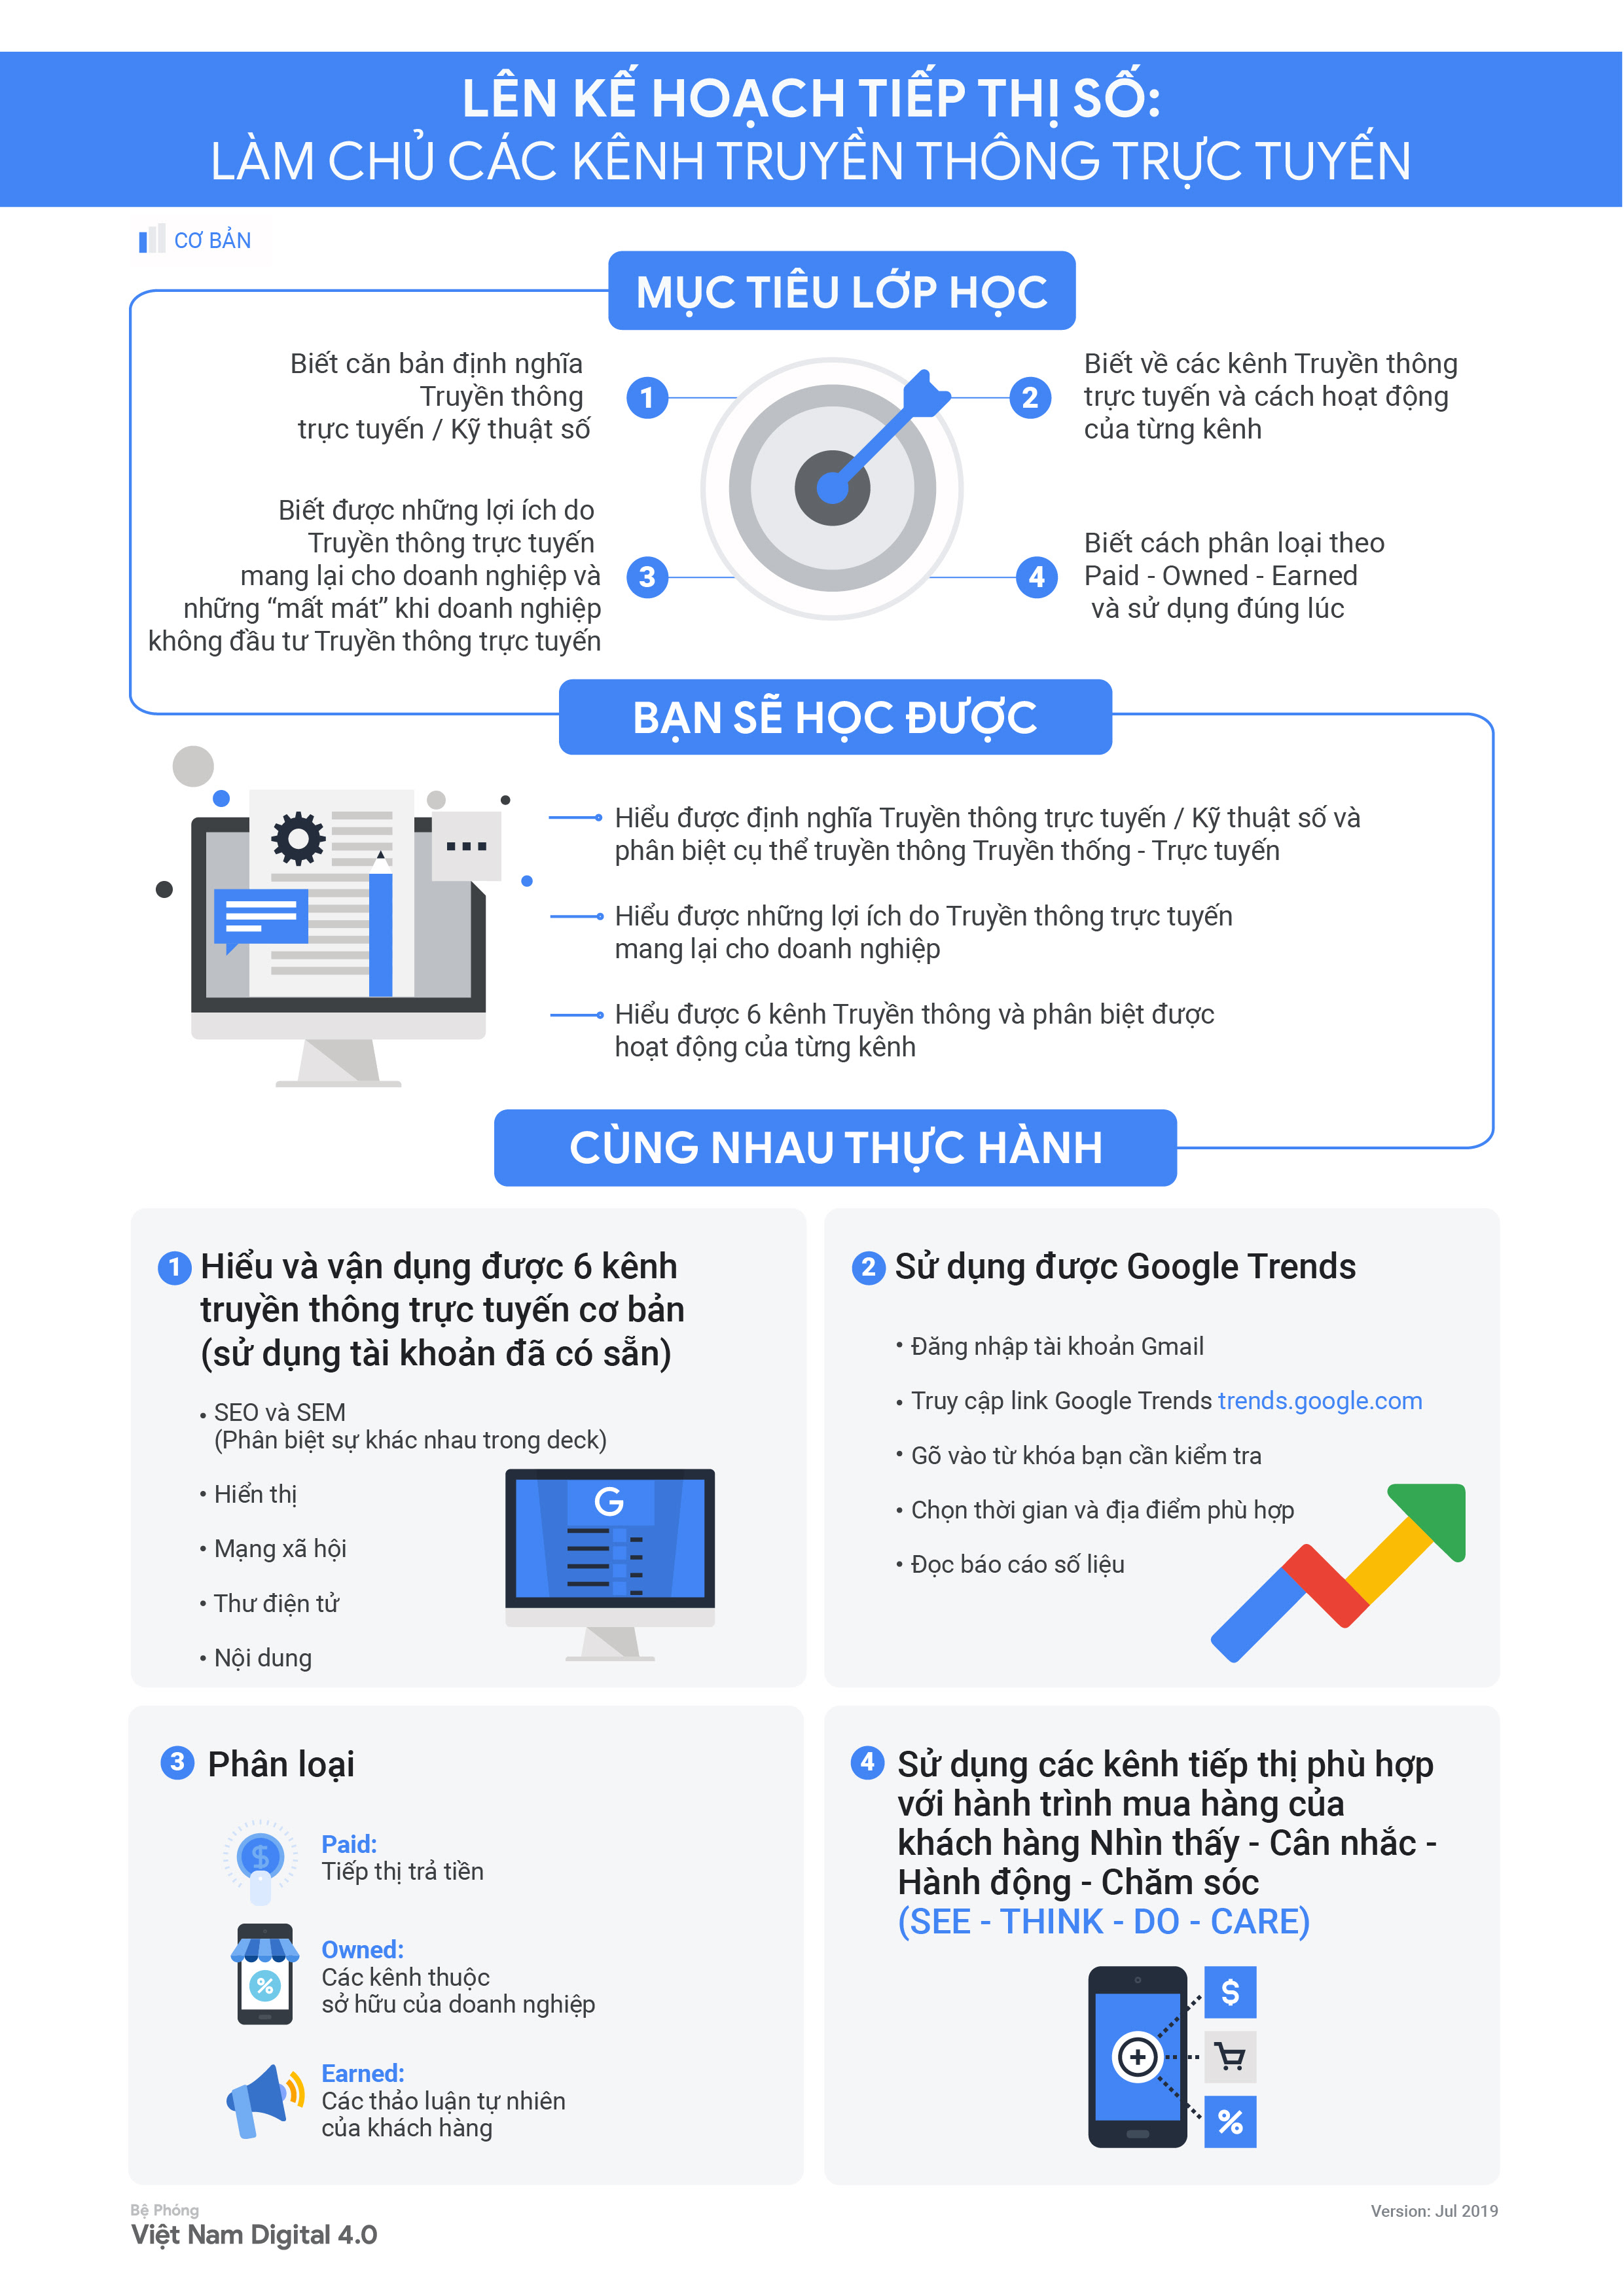 LÊN KẾ HOẠCH TIẾP THỊ SỐ:
LÀM CHỦ CÁC KÊNH TRUYỀN THÔNG TRỰC TUYẾN
CƠ BẢN
MỤC TIÊU LỚP HỌC
Biết căn bản định nghĩa
Truyền thông
trực tuyến / Kỹ thuật số
1
2
Biết về các kênh Truyền thông
trực tuyến và cách hoạt động
của từng kênh
Biết được những lợi ích do
Truyền thông trực tuyến
mang lại cho doanh nghiệp và
những “mất mát” khi doanh nghiệp
không đầu tư Truyền thông trực tuyến
3
4
Biết cách phân loại theo
Paid - Owned - Earned
và sử dụng đúng lúc
BẠN SẼ HỌC ĐƯỢC
Hiểu được định nghĩa Truyền thông trực tuyến / Kỹ thuật số và
phân biệt cụ thể truyền thông Truyền thống - Trực tuyến
Hiểu được những lợi ích do Truyền thông trực tuyến
mang lại cho doanh nghiệp
Hiểu được 6 kênh Truyền thông và phân biệt được
hoạt động của từng kênh
CÙNG NHAU THỰC HÀNH
1 Hiểu và vận dụng được 6 kênh
truyền thông trực tuyến cơ bản
(sử dụng tài khoản đã có sẵn)
• SEO và SEM
(Phân biệt sự khác nhau trong deck)
• Hiển thị
• Mạng xã hội
• Thư điện tử
• Nội dung
G
2 Sử dụng được Google Trends
• Đăng nhập tài khoản Gmail
• Truy cập link Google Trends trends.google.com
• Gõ vào từ khóa bạn cần kiểm tra
• Chọn thời gian và địa điểm phù hợp
• Đọc báo cáo số liệu
3 Phân loại
$
Paid:
Tiếp thị trả tiền
%
Owned:
Các kênh thuộc
sở hữu của doanh nghiệp
Earned:
Các thảo luận tự nhiên
của khách hàng
4 Sử dụng các kênh tiếp thị phù hợp
với hành trình mua hàng của
khách hàng Nhìn thấy - Cân nhắc -
Hành động - Chăm sóc
(SEE - THINK - DO - CARE)
$
%
Bệ Phóng
Việt Nam Digital 4.0
Version: Jul 2019